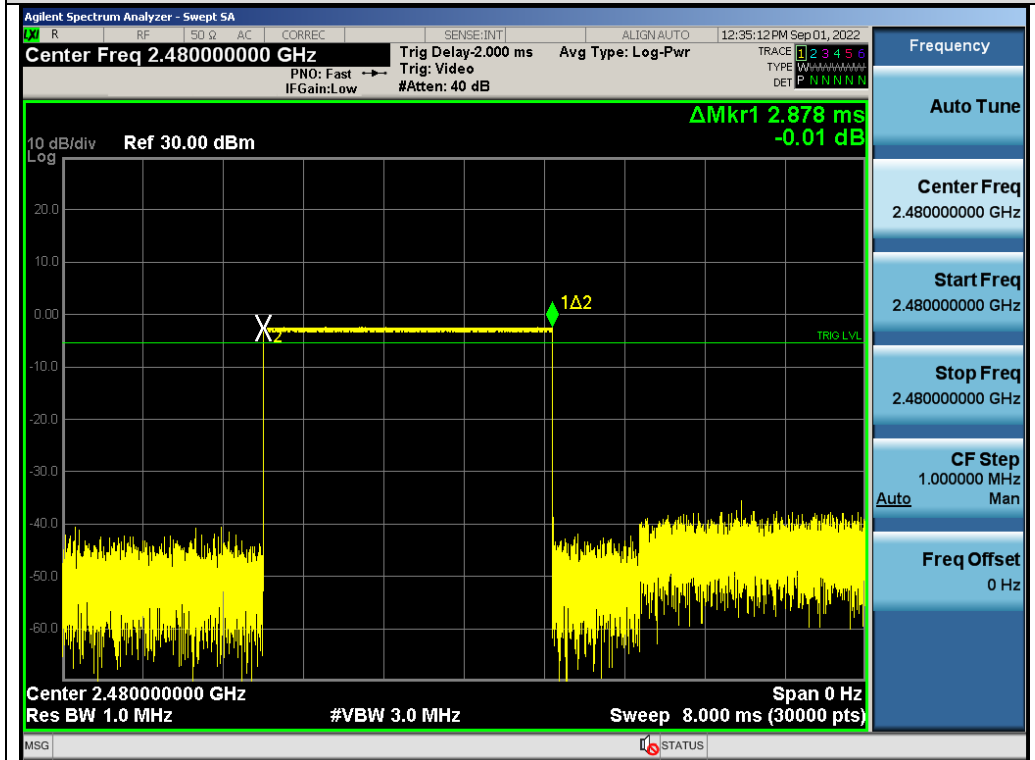 Agilent Spectrum Analyzer - Swept SA
LXI R RF 50 Ω AC CORREC SENSE:INT ALIGN AUTO 12:35:12 PM Sep 01, 2022
Center Freq 2.480000000 GHz
PNO: Fast
IFGain:Low
Trig Delay-2.000 ms
Trig: Video
#Atten: 40 dB
Avg Type: Log-Pwr
TRACE 1 2 3 4 5 6
TYPE WWWWWW
DET P N N N N N
ΔMkr1 2.878 ms
-0.01 dB
10 dB/div Ref 30.00 dBm
Log
20.0
10.0
0.00
-10.0
-20.0
-30.0
-40.0
-50.0
-60.0
X2
1Δ2
TRIG LVL
Center 2.480000000 GHz Span 0 Hz
Res BW 1.0 MHz #VBW 3.0 MHz Sweep 8.000 ms (30000 pts)
MSG STATUS
Frequency
Auto Tune
Center Freq
2.480000000 GHz
Start Freq
2.480000000 GHz
Stop Freq
2.480000000 GHz
CF Step
1.000000 MHz
Auto Man
Freq Offset
0 Hz